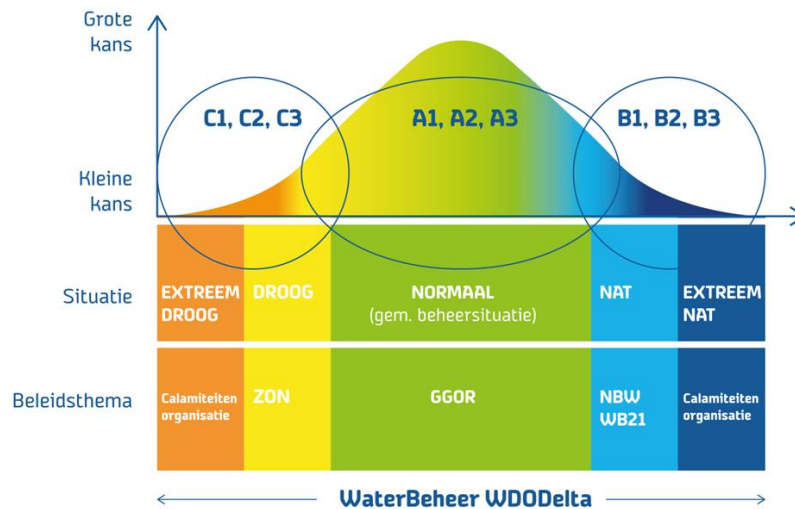 Grote
kans
C1, C2, C3
A1, A2, A3
B1, B2, B3
Kleine
kans
Situatie
EXTREEM
DROOG
DROOG
NORMAAL
(gem. beheersituatie)
NAT
EXTREEM
NAT
Beleidsthema
Calamiteiten
organisatie
ZON
GGOR
NBW
WB21
Calamiteiten
organisatie
WaterBeheer WDODelta